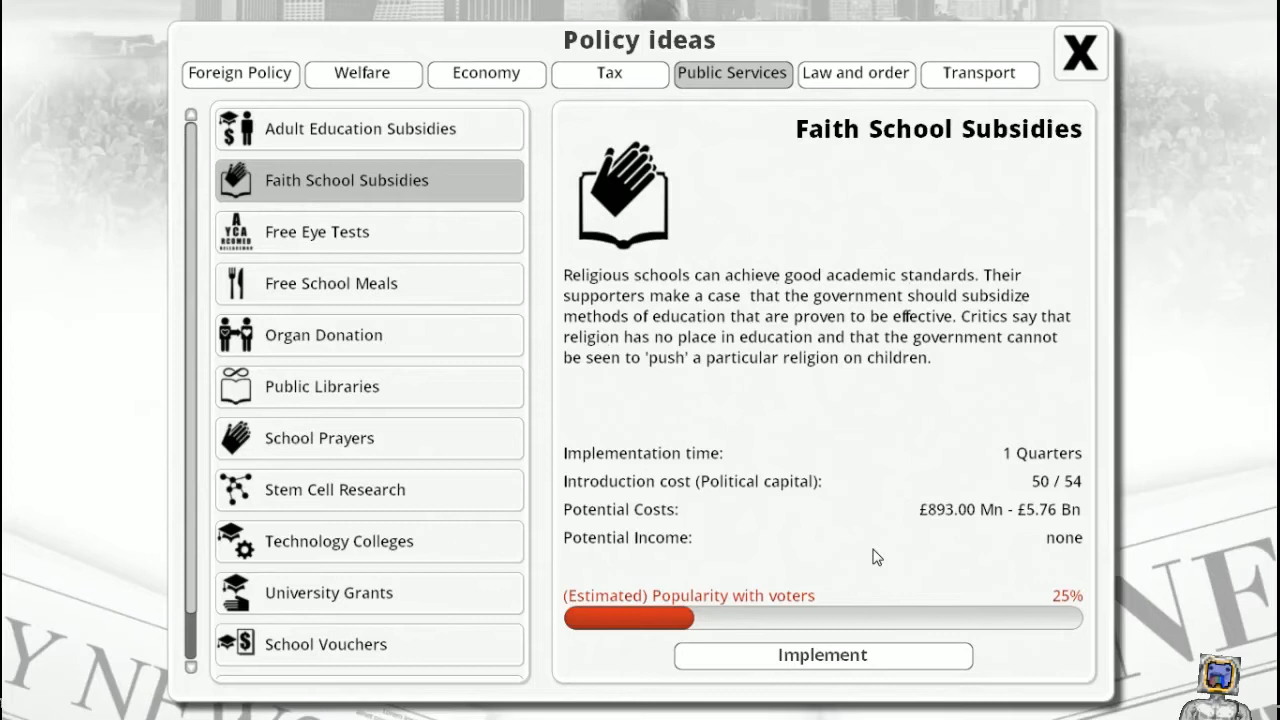 Policy ideas
X
Foreign Policy
Welfare
Economy
Tax
Public Services
Law and order
Transport
Adult Education Subsidies
Faith School Subsidies
Free Eye Tests
Free School Meals
Organ Donation
Public Libraries
School Prayers
Stem Cell Research
Technology Colleges
University Grants
School Vouchers
Faith School Subsidies
Religious schools can achieve good academic standards. Their
supporters make a case that the government should subsidize
methods of education that are proven to be effective. Critics say that
religion has no place in education and that the government cannot
be seen to 'push' a particular religion on children.
Implementation time: 1 Quarters
Introduction cost (Political capital): 50 / 54
Potential Costs: £893.00 Mn - £5.76 Bn
Potential Income: none
(Estimated) Popularity with voters 25%
Implement
Y NEWS
NE